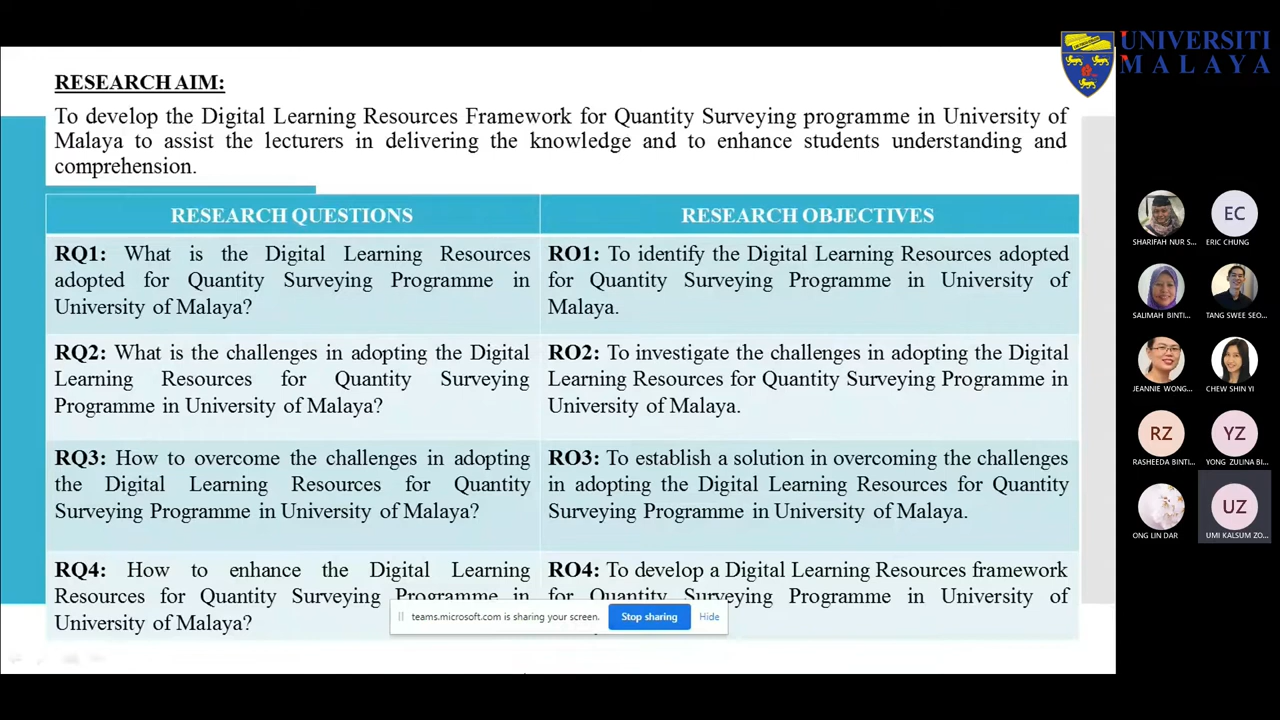 UNIVERSITI
MALAYA
RESEARCH AIM:
To develop the Digital Learning Resources Framework for Quantity Surveying programme in University of
Malaya to assist the lecturers in delivering the knowledge and to enhance students understanding and
comprehension.
RESEARCH QUESTIONS
RESEARCH OBJECTIVES
RQ1: What is the Digital Learning Resources
adopted for Quantity Surveying Programme in
University of Malaya?
RO1: To identify the Digital Learning Resources adopted
for Quantity Surveying Programme in University of
Malaya.
RQ2: What is the challenges in adopting the Digital
Learning Resources for Quantity Surveying
Programme in University of Malaya?
RO2: To investigate the challenges in adopting the Digital
Learning Resources for Quantity Surveying Programme in
University of Malaya.
RQ3: How to overcome the challenges in adopting
the Digital Learning Resources for Quantity
Surveying Programme in University of Malaya?
RO3: To establish a solution in overcoming the challenges
in adopting the Digital Learning Resources for Quantity
Surveying Programme in University of Malaya.
RQ4: How to enhance the Digital Learning
Resources for Quantity Surveying Programme in
University of Malaya?
RO4: To develop a Digital Learning Resources framework
for Quantity Surveying Programme in University of
teams.microsoft.com is sharing your screen.
Stop sharing
Hide
SHARIFAH NUR S...
EC
ERIC CHUNG
SALIMAH BINTI...
TANG SWEE SEO...
JEANNIE WONG...
CHEW SHIN YI
RZ
RASHEEDA BINTI...
YZ
YONG ZULINA BI...
ONG LIN DAR
UZ
UMI KALSUM ZO...